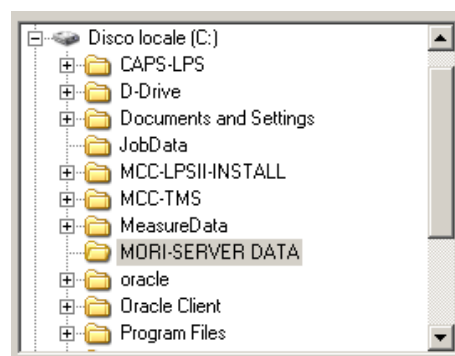 Disco locale (C:)
CAPS-LPS
D-Drive
Documents and Settings
JobData
MCC-LPSII-INSTALL
MCC-TMS
MeasureData
MORI-SERVER DATA
oracle
Oracle Client
Program Files